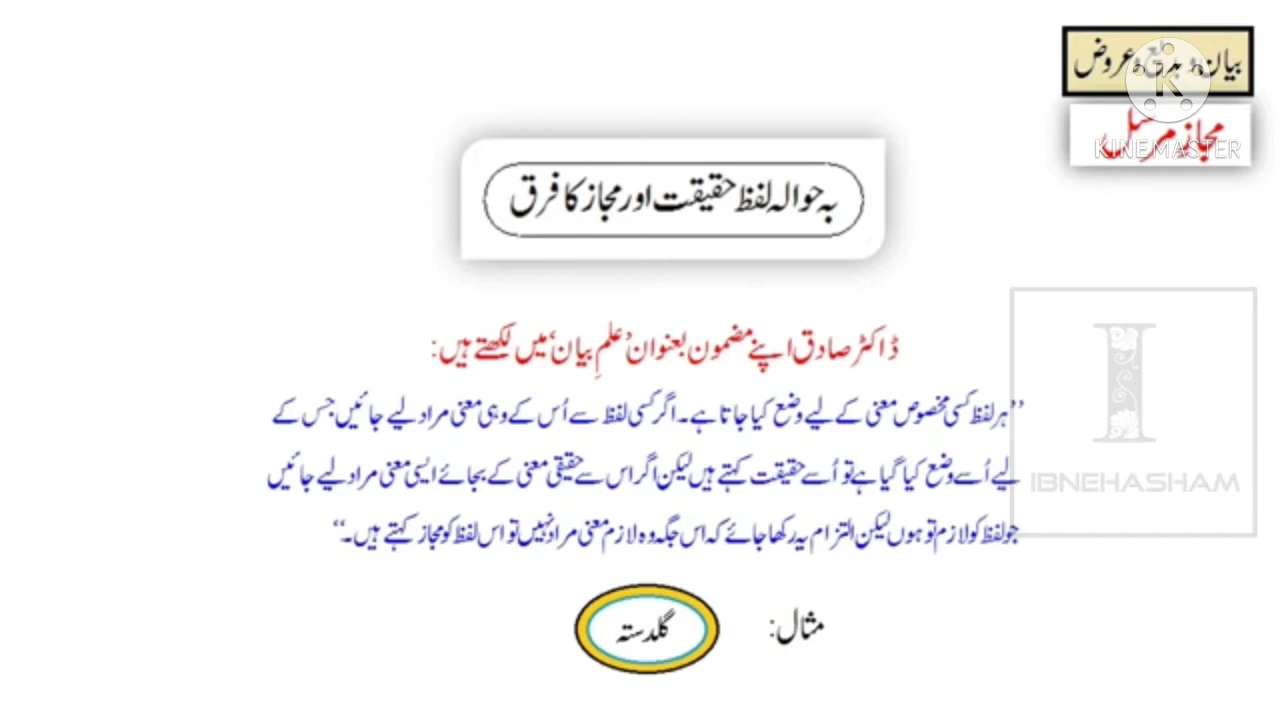 بیان و بدیع و عروض
مجازِ مرسل
KINEMASTER
بہ حوالہ لفظ حقیقت اور مجاز کا فرق
ڈاکٹر صادق اپنے مضمون بعنوان ’علمِ بیان‘ میں لکھتے ہیں:
’’ہر لفظ کسی مخصوص معنی کے لیے وضع کیا جاتا ہے۔ اگر کسی لفظ سے اُس کے وہی معنی مراد لیے جائیں جس کے
لیے اُسے وضع کیا گیا ہے تو اُسے حقیقت کہتے ہیں لیکن اگر اس سے حقیقی معنی کے بجائے ایسی معنی مراد لیے جائیں
جو لفظ کو لازم تو ہوں لیکن التزام یہ رکھا جائے کہ اس جگہ وہ لازم معنی مراد نہیں تو اس لفظ کو مجاز کہتے ہیں۔‘‘
I
IBNEHASHAM
مثال: گلدستہ